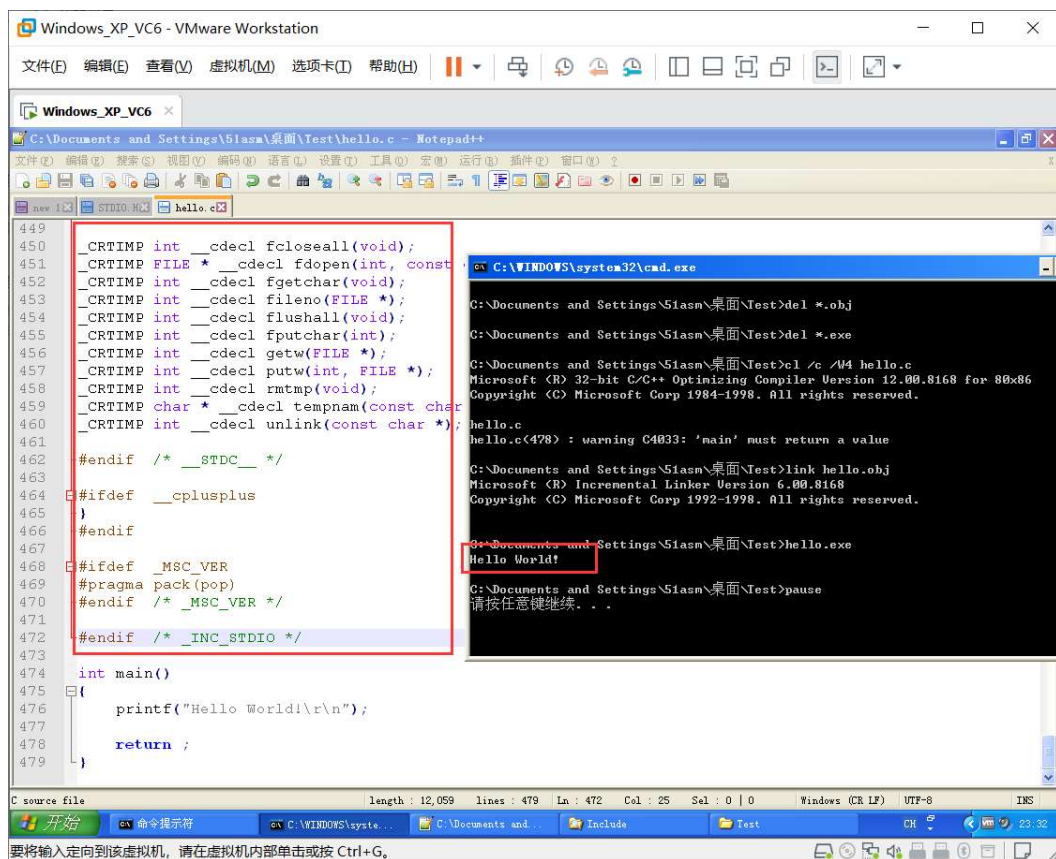 Windows_XP_VC6 - VMware Workstation
文件(F) 编辑(E) 查看(V) 虚拟机(M) 选项卡(T) 帮助(H)
Windows_XP_VC6
C:\Documents and Settings\51asm\桌面\Test\hello.c - Notepad++
文件(F) 编辑(E) 搜索(S) 视图(V) 编码(N) 语言(L) 设置(T) 工具(O) 宏(M) 运行(R) 插件(P) 窗口(W) ?
new 1 STDIO.H hello.c
449
450 _CRTIMP int __cdecl fcloseall(void);
451 _CRTIMP FILE * __cdecl fdopen(int, const
452 _CRTIMP int __cdecl fgetchar(void);
453 _CRTIMP int __cdecl fileno(FILE *);
454 _CRTIMP int __cdecl flushall(void);
455 _CRTIMP int __cdecl fputchar(int);
456 _CRTIMP int __cdecl getw(FILE *);
457 _CRTIMP int __cdecl putw(int, FILE *);
458 _CRTIMP int __cdecl rmtmp(void);
459 _CRTIMP char * __cdecl tempnam(const char
460 _CRTIMP int __cdecl unlink(const char *);
461
462 #endif /* __STDC__ */
463
464 #ifdef __cplusplus
465 }
466 #endif
467
468 #ifdef _MSC_VER
469 #pragma pack(pop)
470 #endif /* _MSC_VER */
471
472 #endif /* _INC_STDIO */
473
474 int main()
475 {
476 printf("Hello World!\r\n");
477
478 return ;
479 }
C:\WINDOWS\system32\cmd.exe
C:\Documents and Settings\51asm\桌面\Test>del *.obj
C:\Documents and Settings\51asm\桌面\Test>del *.exe
C:\Documents and Settings\51asm\桌面\Test>cl /c /W4 hello.c
Microsoft (R) 32-bit C/C++ Optimizing Compiler Version 12.00.8168 for 80x86
Copyright (C) Microsoft Corp 1984-1998. All rights reserved.
hello.c
hello.c(478) : warning C4033: 'main' must return a value
C:\Documents and Settings\51asm\桌面\Test>link hello.obj
Microsoft (R) Incremental Linker Version 6.00.8168
Copyright (C) Microsoft Corp 1992-1998. All rights reserved.
C:\Documents and Settings\51asm\桌面\Test>hello.exe
Hello World!
C:\Documents and Settings\51asm\桌面\Test>pause
请按任意键继续. . .
C source file length : 12,059 lines : 479 Ln : 472 Col : 25 Sel : 0 | 0 Windows (CR LF) UTF-8 INS
开始 命令提示符 C:\WINDOWS\syste... C:\Documents and... Include Test CH 23:32
要将输入定向到该虚拟机，请在虚拟机内部单击或按 Ctrl+G。